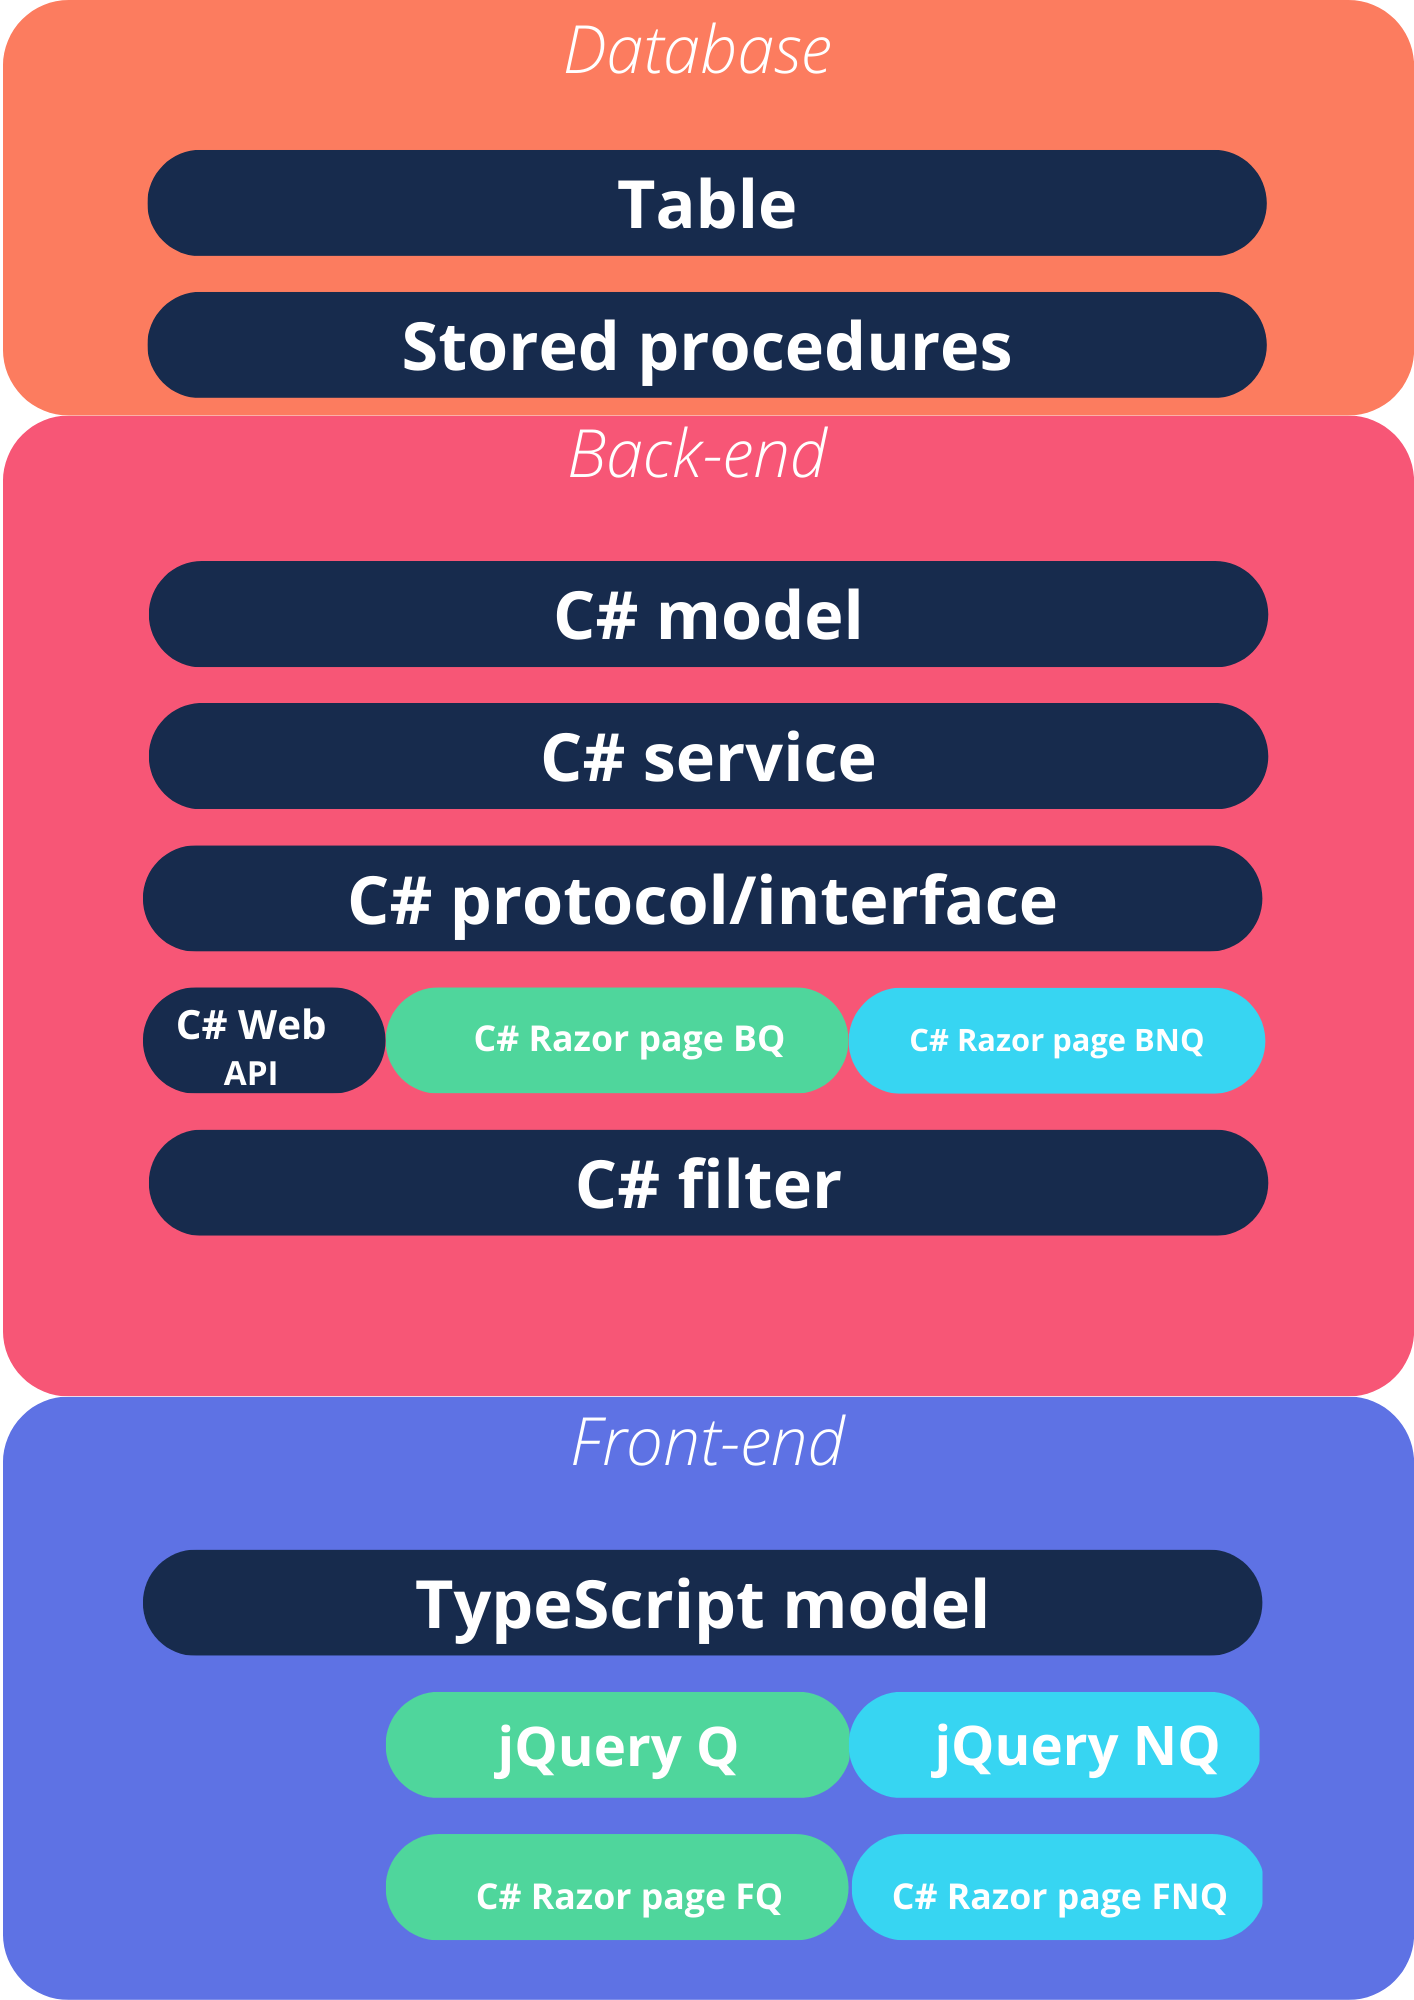 Database
Table
Stored procedures
Back-end
C# model
C# service
C# protocol/interface
C# Web
API
C# Razor page BQ
C# Razor page BNQ
C# filter
Front-end
TypeScript model
jQuery Q
jQuery NQ
C# Razor page FQ
C# Razor page FNQ